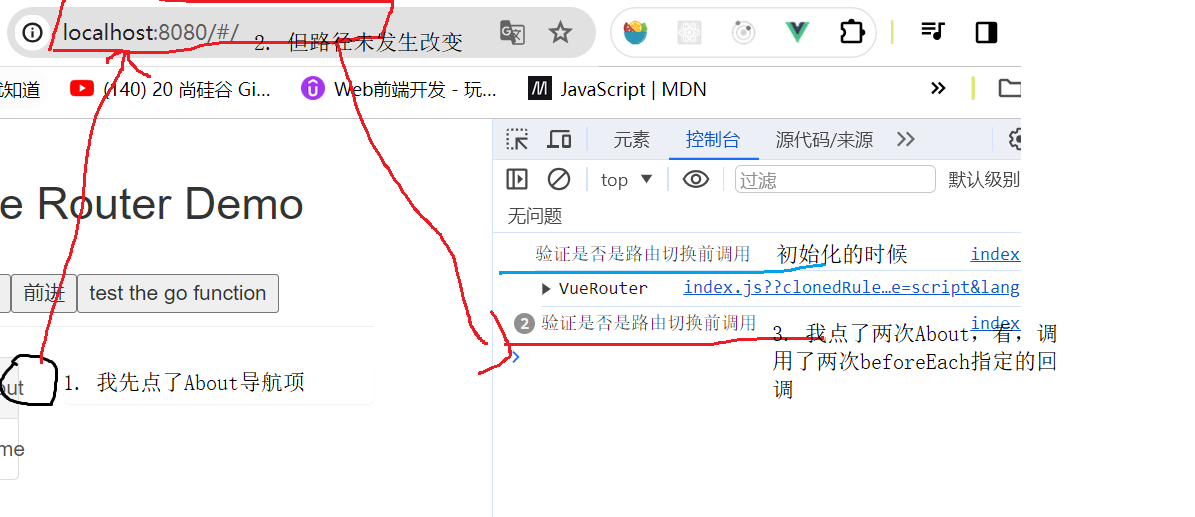 localhost:8080/#/
2. 但路径未发生改变
知道
(140) 20 尚硅谷 Gi...
Web前端开发 - 玩...
JavaScript | MDN
元素
控制台
源代码/来源
top
过滤
默认级别
无问题
e Router Demo
验证是否是路由切换前调用
初始化的时候
index
前进
test the go function
VueRouter
index.js??clonedRule…e=script&lang
2
验证是否是路由切换前调用
index
3. 我点了两次About，看，调
用了两次beforeEach指定的回
调
out
1. 我先点了About导航项
me